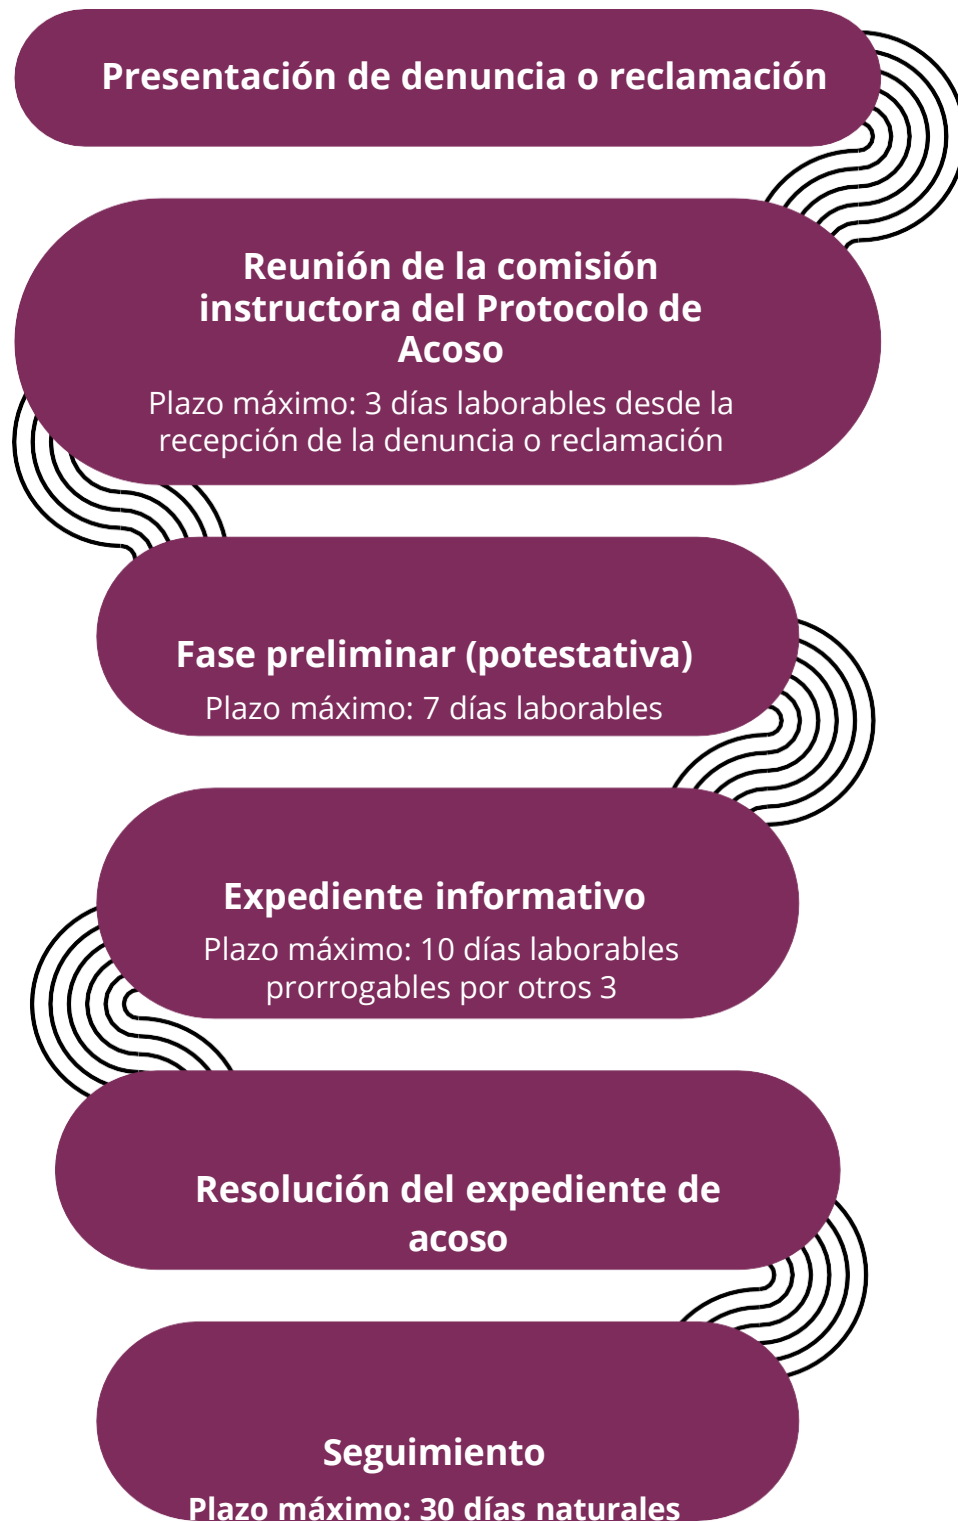 Presentación de denuncia o reclamación
Reunión de la comisión
instructora del Protocolo de
Acoso
Plazo máximo: 3 días laborables desde la
recepción de la denuncia o reclamación
Fase preliminar (potestativa)
Plazo máximo: 7 días laborables
Expediente informativo
Plazo máximo: 10 días laborables
prorrogables por otros 3
Resolución del expediente de
acoso
Seguimiento
Plazo máximo: 30 días naturales